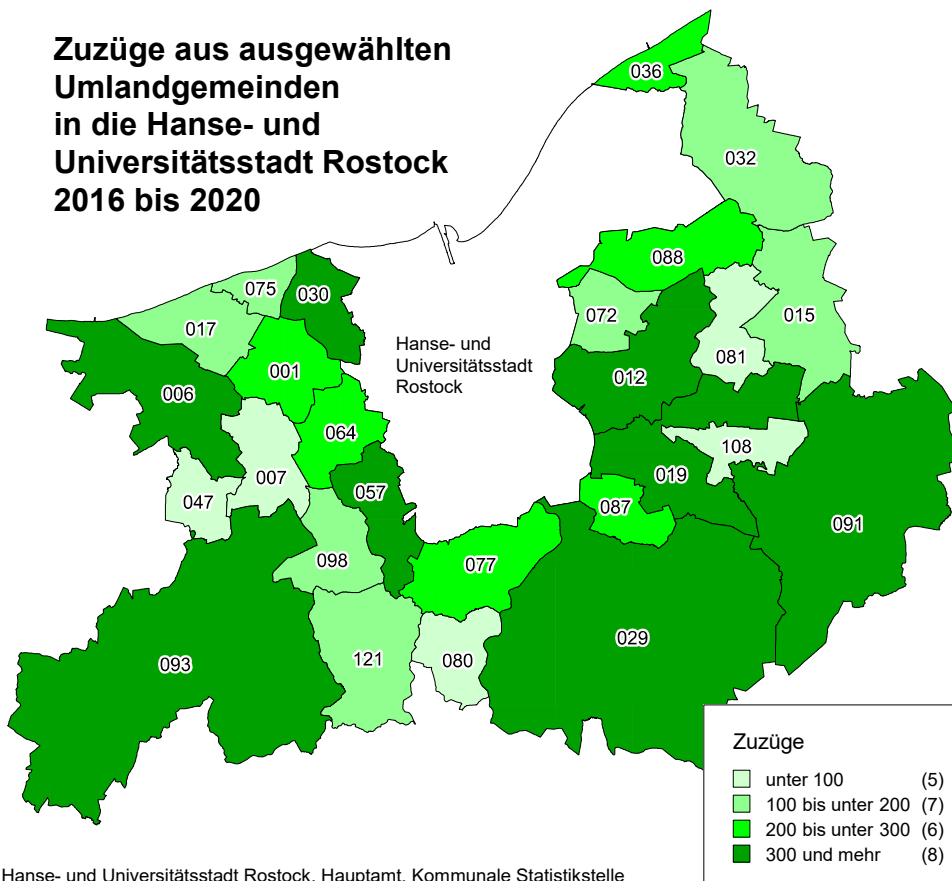 Zuzüge aus ausgewählten
Umlandgemeinden
in die Hanse- und
Universitätsstadt Rostock
2016 bis 2020
036
032
088
075
030
017
072
015
Hanse- und
Universitätsstadt
Rostock
081
001
012
006
064
108
007
019
057
047
087
091
098
077
029
093
121
080
Zuzüge
unter 100 (5)
100 bis unter 200 (7)
200 bis unter 300 (6)
300 und mehr (8)
Hanse- und Universitätsstadt Rostock, Hauptamt, Kommunale Statistikstelle